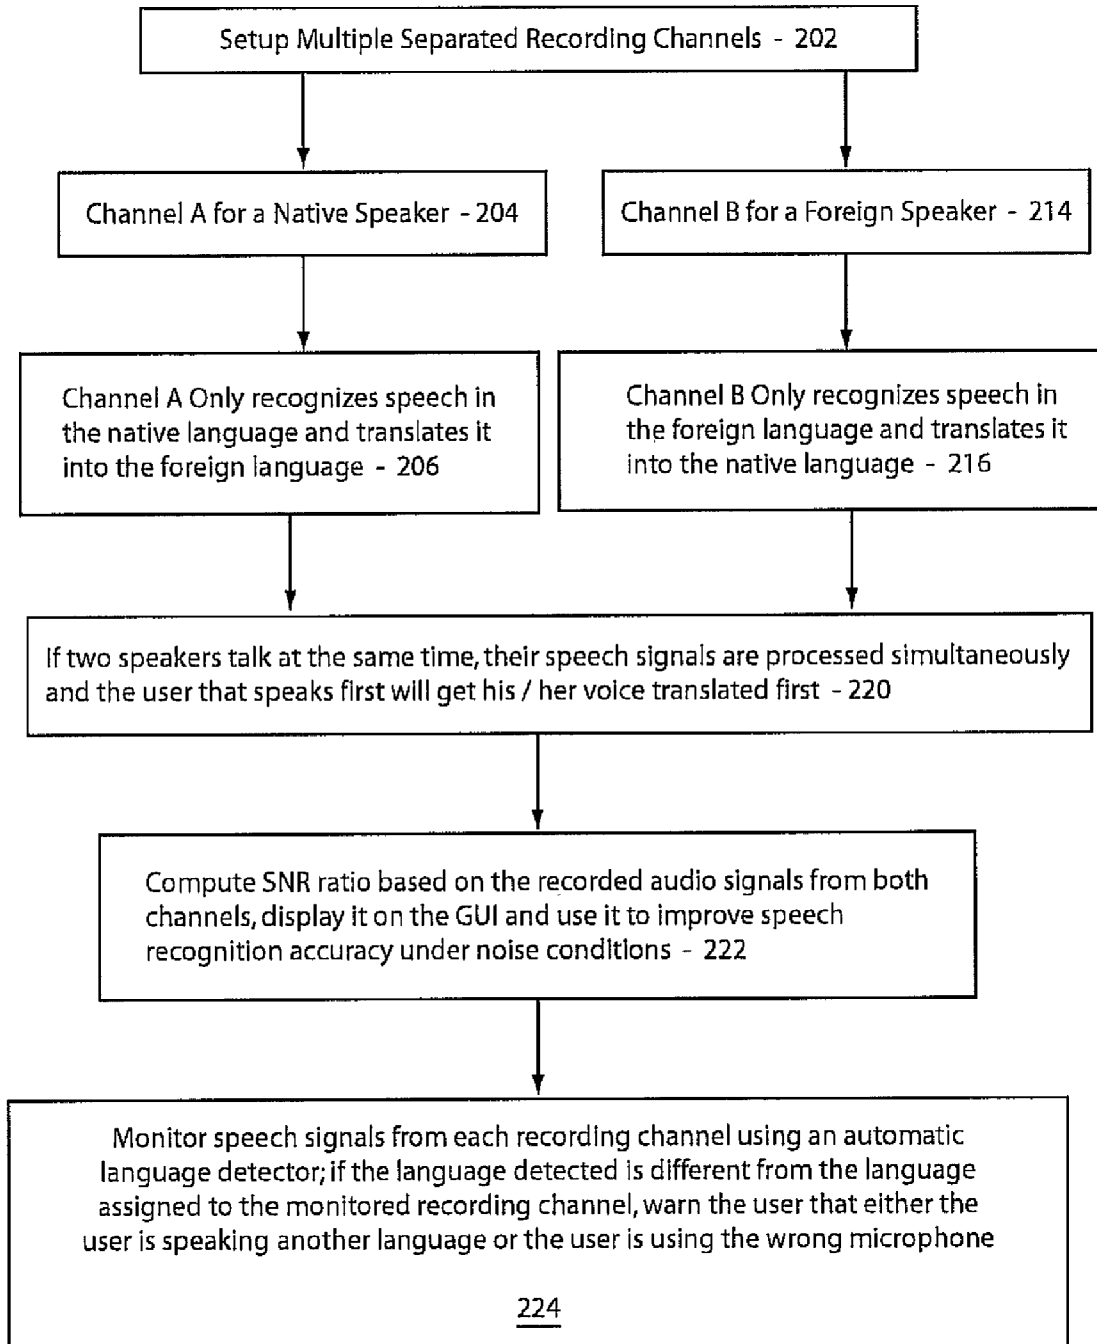 Setup Multiple Separated Recording Channels - 202
Channel A for a Native Speaker - 204
Channel B for a Foreign Speaker - 214
Channel A Only recognizes speech in
the native language and translates it
into the foreign language - 206
Channel B Only recognizes speech in
the foreign language and translates it
into the native language - 216
If two speakers talk at the same time, their speech signals are processed simultaneously
and the user that speaks first will get his / her voice translated first - 220
Compute SNR ratio based on the recorded audio signals from both
channels, display it on the GUI and use it to improve speech
recognition accuracy under noise conditions - 222
Monitor speech signals from each recording channel using an automatic
language detector; if the language detected is different from the language
assigned to the monitored recording channel, warn the user that either the
user is speaking another language or the user is using the wrong microphone
224